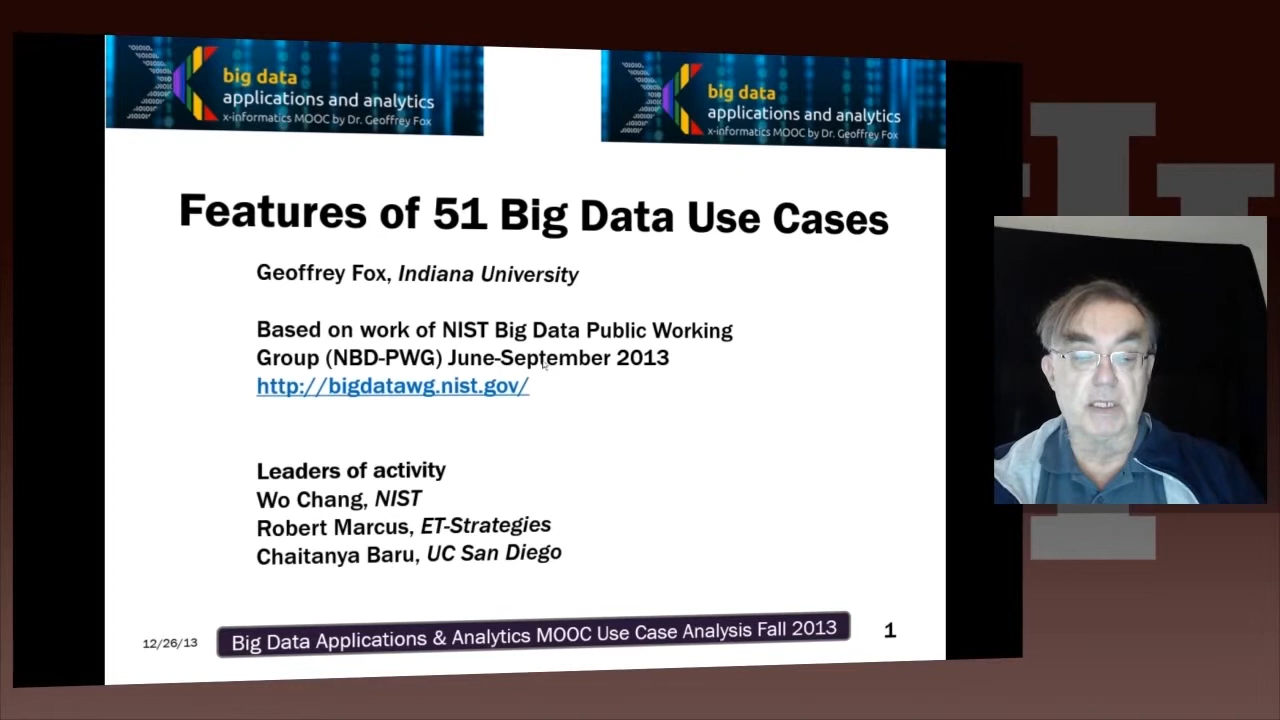 big data
applications and analytics
x-informatics MOOC by Dr. Geoffrey Fox
big data
applications and analytics
x-informatics MOOC by Dr. Geoffrey Fox
Features of 51 Big Data Use Cases
Geoffrey Fox, Indiana University
Based on work of NIST Big Data Public Working
Group (NBD-PWG) June-September 2013
http://bigdatawg.nist.gov/
Leaders of activity
Wo Chang, NIST
Robert Marcus, ET-Strategies
Chaitanya Baru, UC San Diego
12/26/13
Big Data Applications & Analytics MOOC Use Case Analysis Fall 2013
1